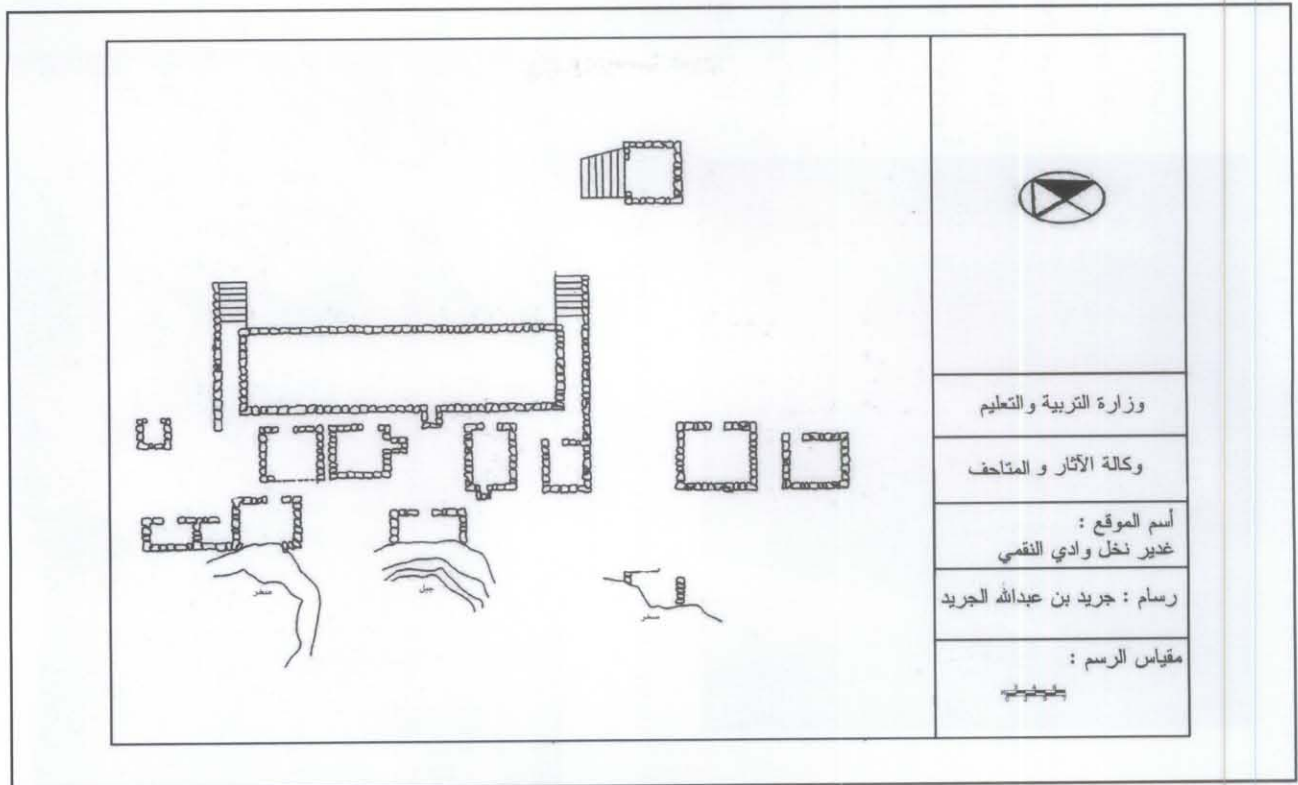 وزارة التربية والتعليم
وكالة الآثار و المتاحف
أسم الموقع :
غدير نخل وادي النقمي
رسام : جريد بن عبدالله الجريد
مقياس الرسم :
جبل